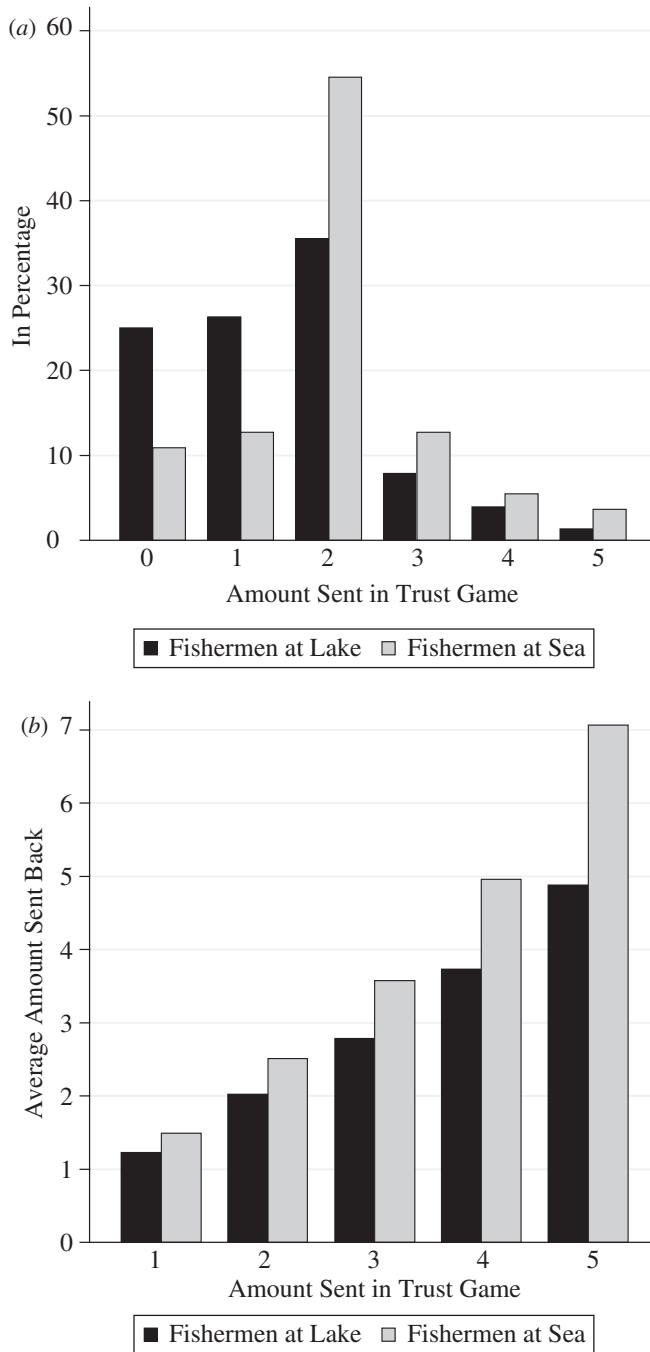 (a)
60
50
40
30
20
10
0
In Percentage
0 1 2 3 4 5
Amount Sent in Trust Game
Fishermen at Lake Fishermen at Sea
(b)
7
6
5
4
3
2
1
0
Average Amount Sent Back
1 2 3 4 5
Amount Sent in Trust Game
Fishermen at Lake Fishermen at Sea